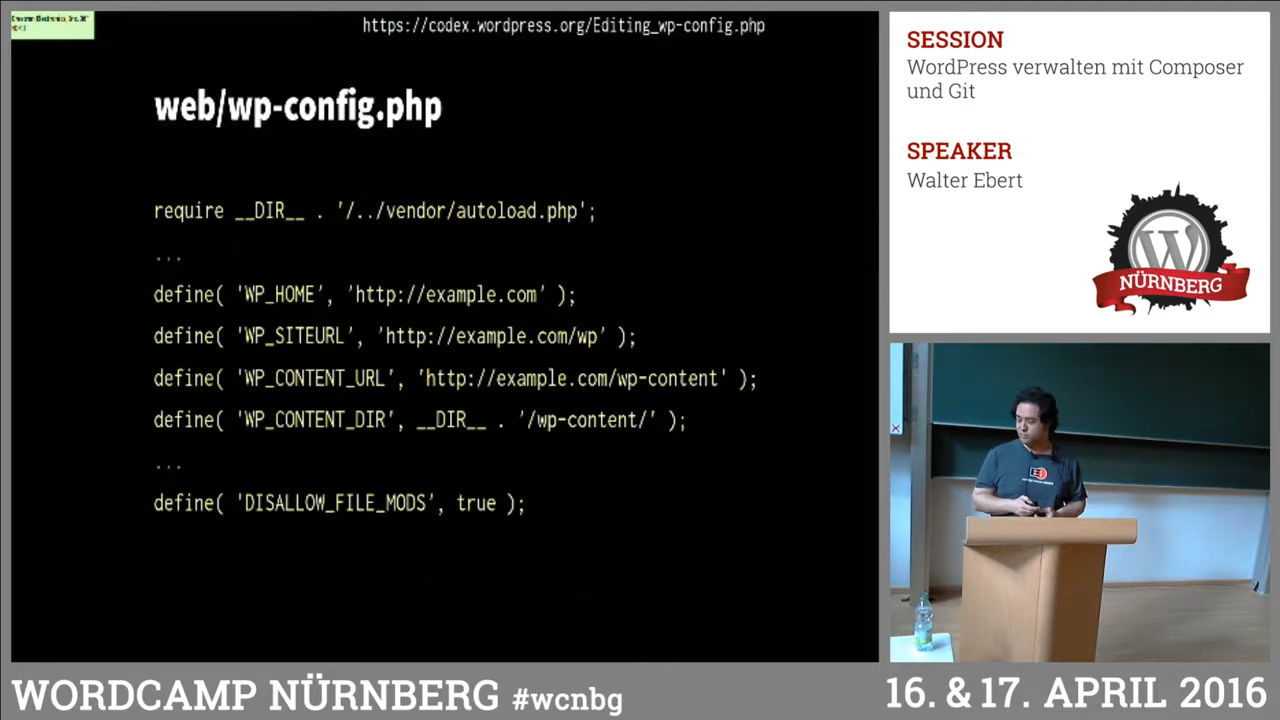 https://codex.wordpress.org/Editing_wp-config.php
web/wp-config.php
require __DIR__ . '/../vendor/autoload.php';
...
define( 'WP_HOME', 'http://example.com' );
define( 'WP_SITEURL', 'http://example.com/wp' );
define( 'WP_CONTENT_URL', 'http://example.com/wp-content' );
define( 'WP_CONTENT_DIR', __DIR__ . '/wp-content/' );
...
define( 'DISALLOW_FILE_MODS', true );
SESSION
WordPress verwalten mit Composer
und Git
SPEAKER
Walter Ebert
W
NÜRNBERG
WORDCAMP NÜRNBERG #wcnbg
16. & 17. APRIL 2016